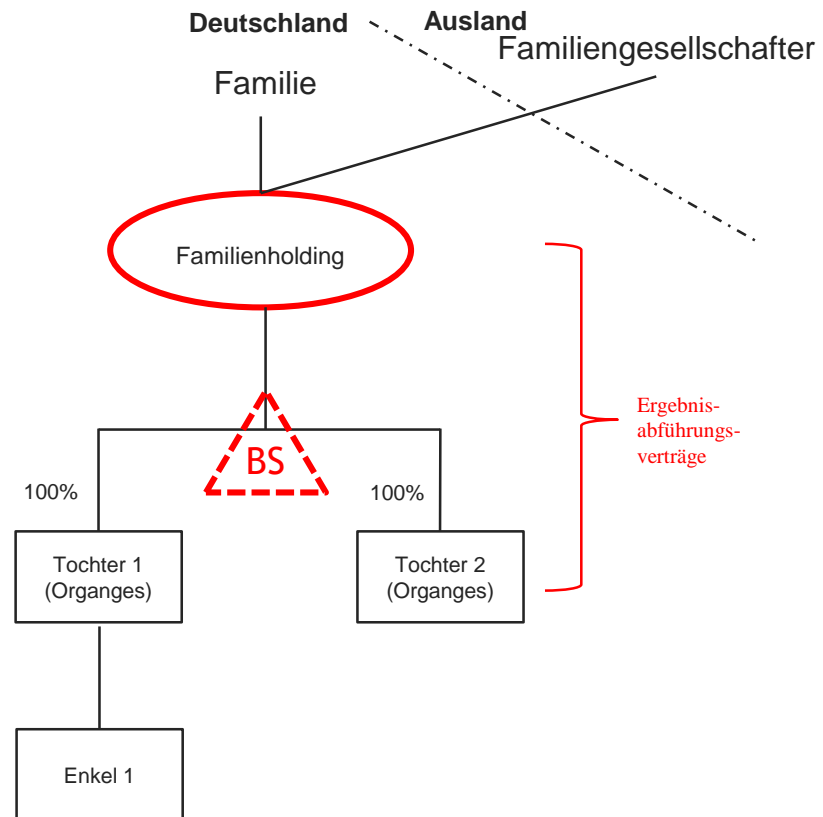 Deutschland
Ausland
Familiengesellschafter
Familie
Familienholding
Ergebnis-
abführungs-
verträge
BS
100%
100%
Tochter 1
(Organges)
Tochter 2
(Organges)
Enkel 1